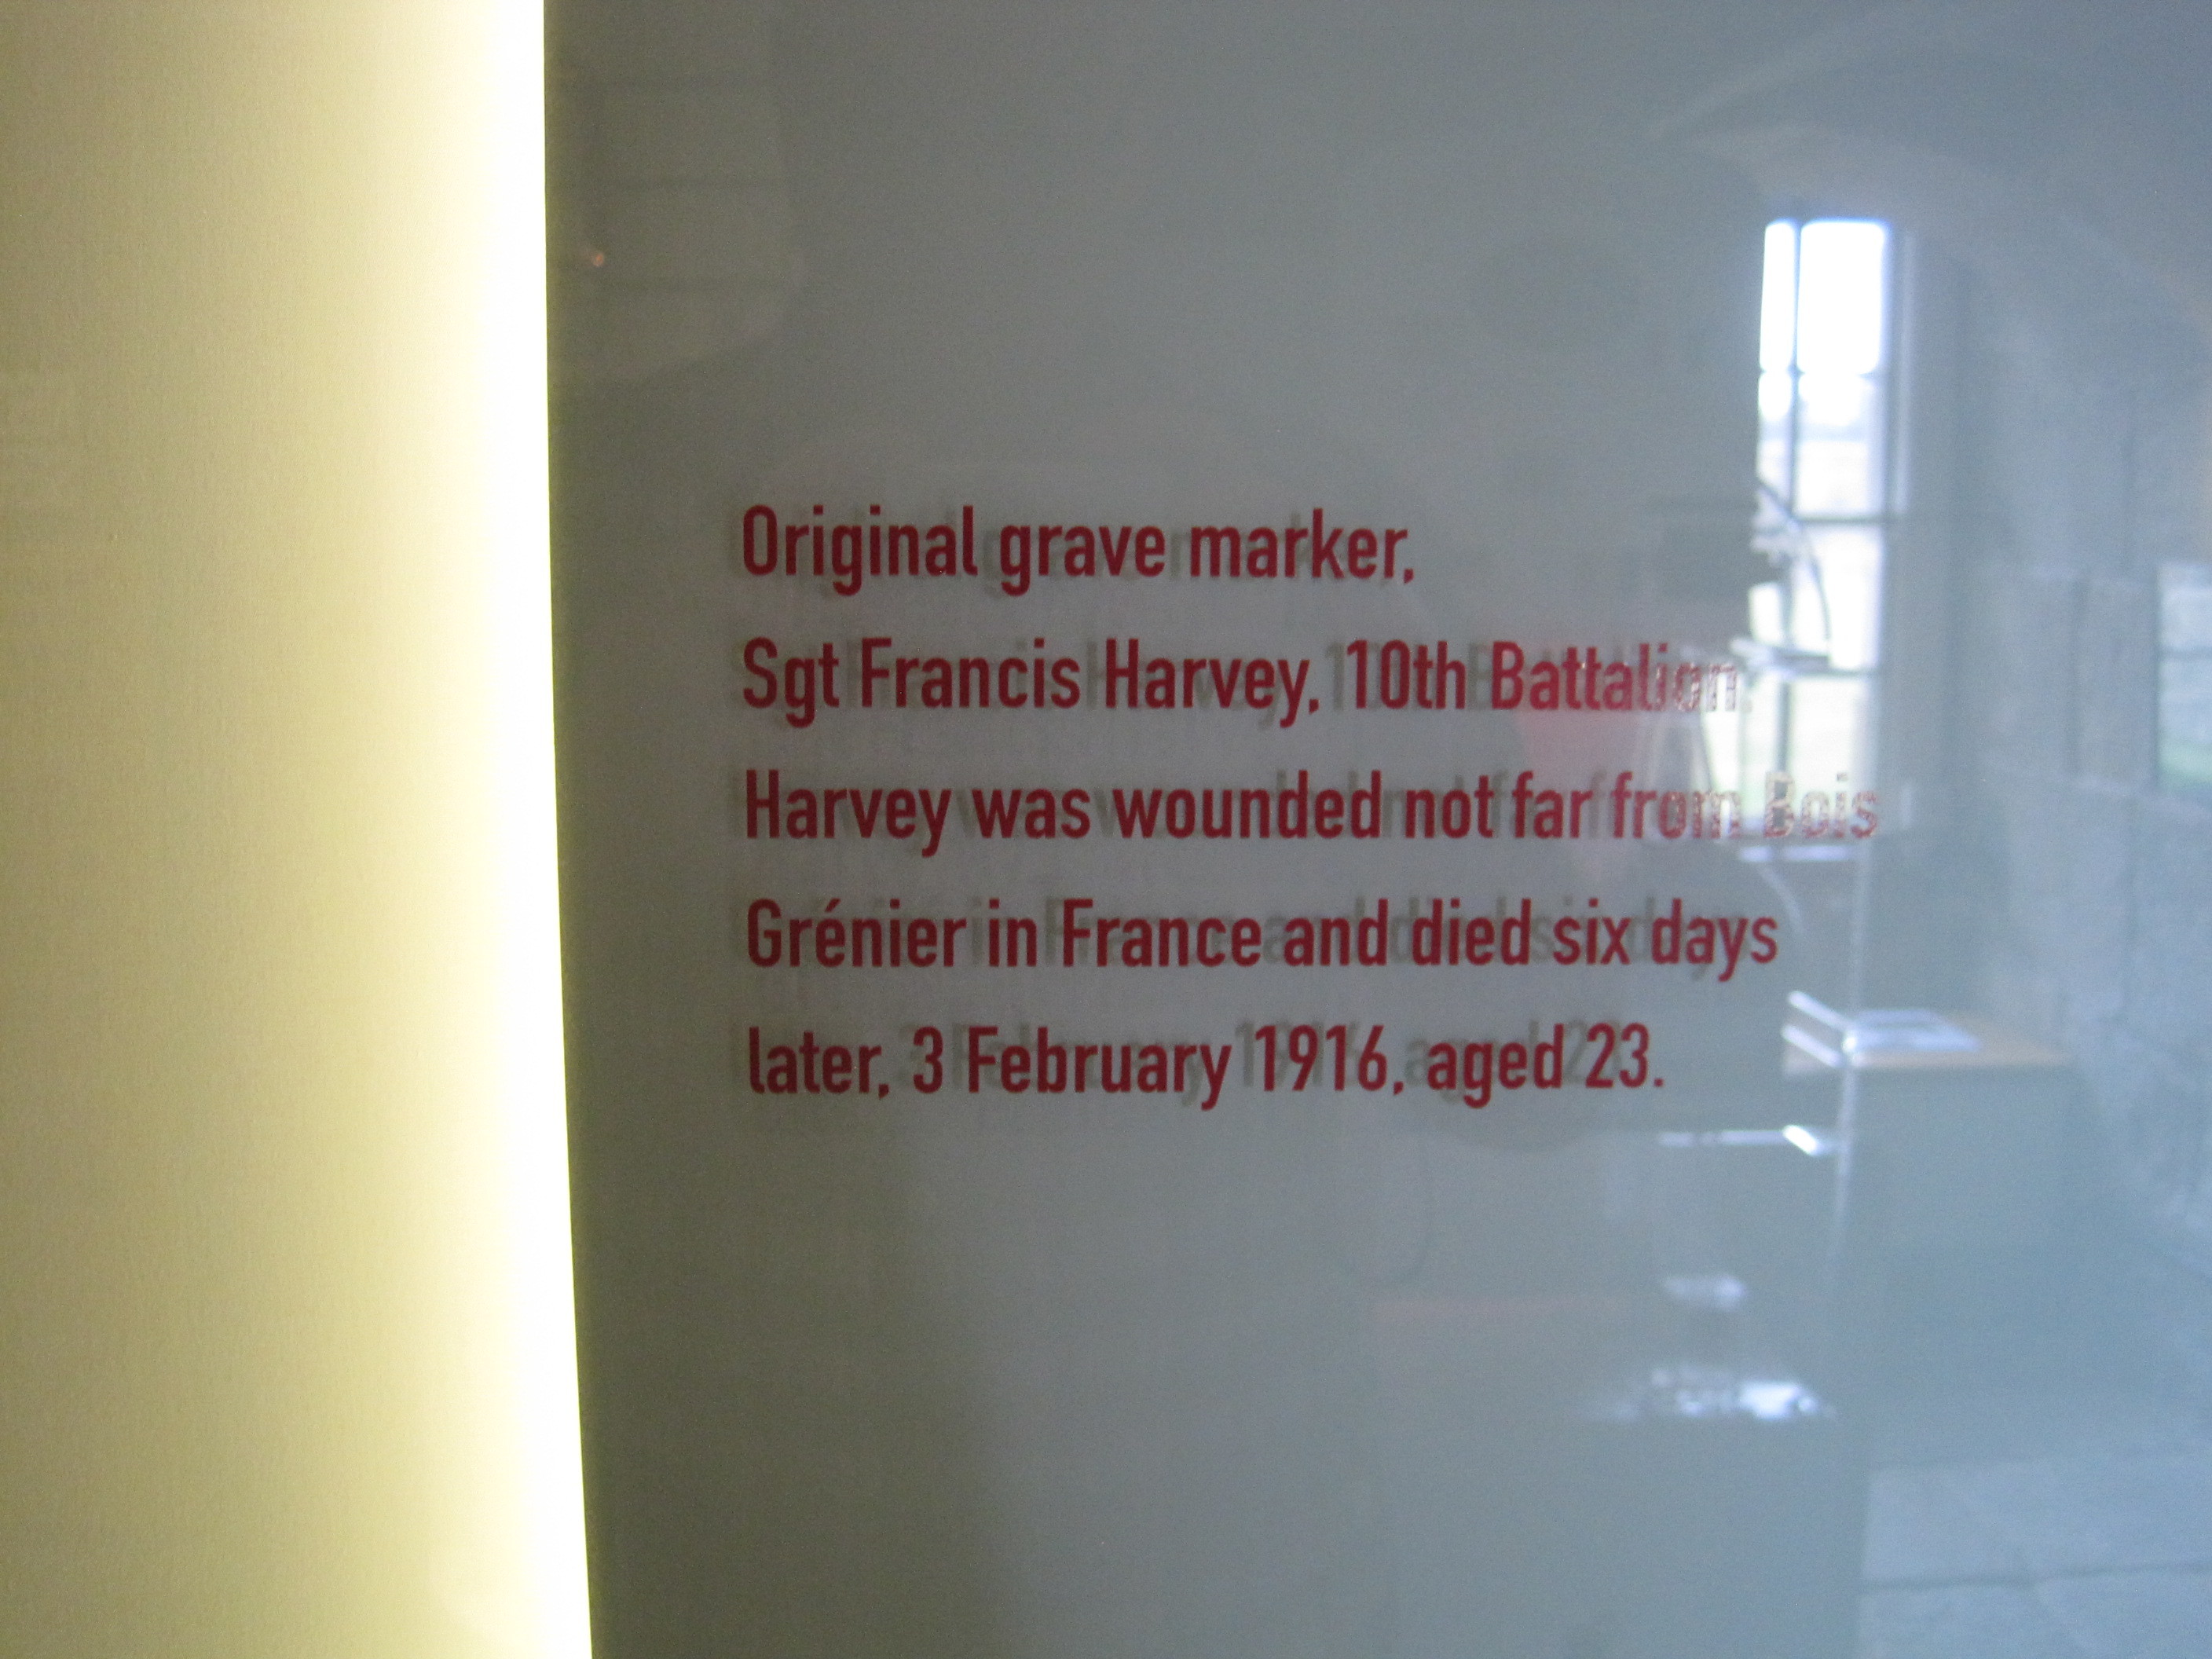 Original grave marker,
Sgt Francis Harvey, 10th Battalion.
Harvey was wounded not far from Bois
Grénier in France and died six days
later, 3 February 1916, aged 23.